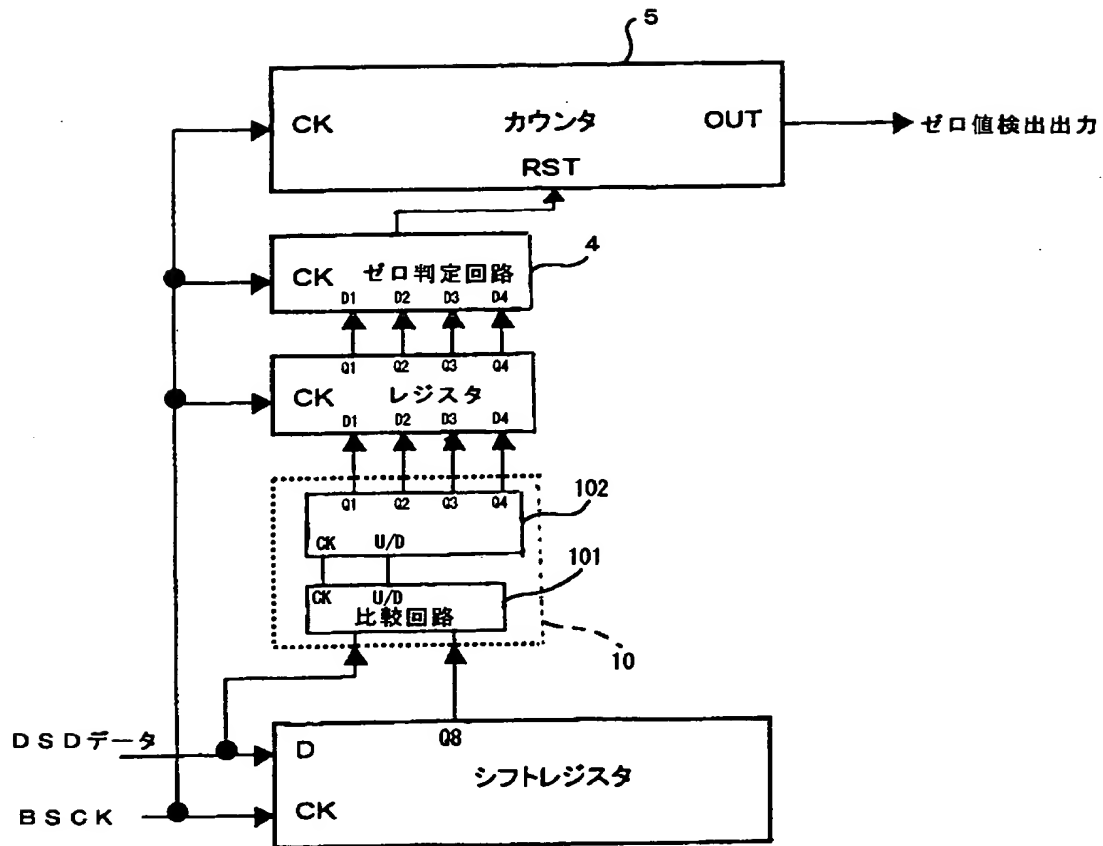 5
CK カウンタ OUT
RST
ゼロ値検出出力
4
CK ゼロ判定回路
D1 D2 D3 D4
Q1 Q2 Q3 Q4
CK レジスタ
D1 D2 D3 D4
102
Q1 Q2 Q3 Q4
CK U/D
101
CK U/D
比較回路
10
DSDデータ
BSCK
Q8
D
シフトレジスタ
CK